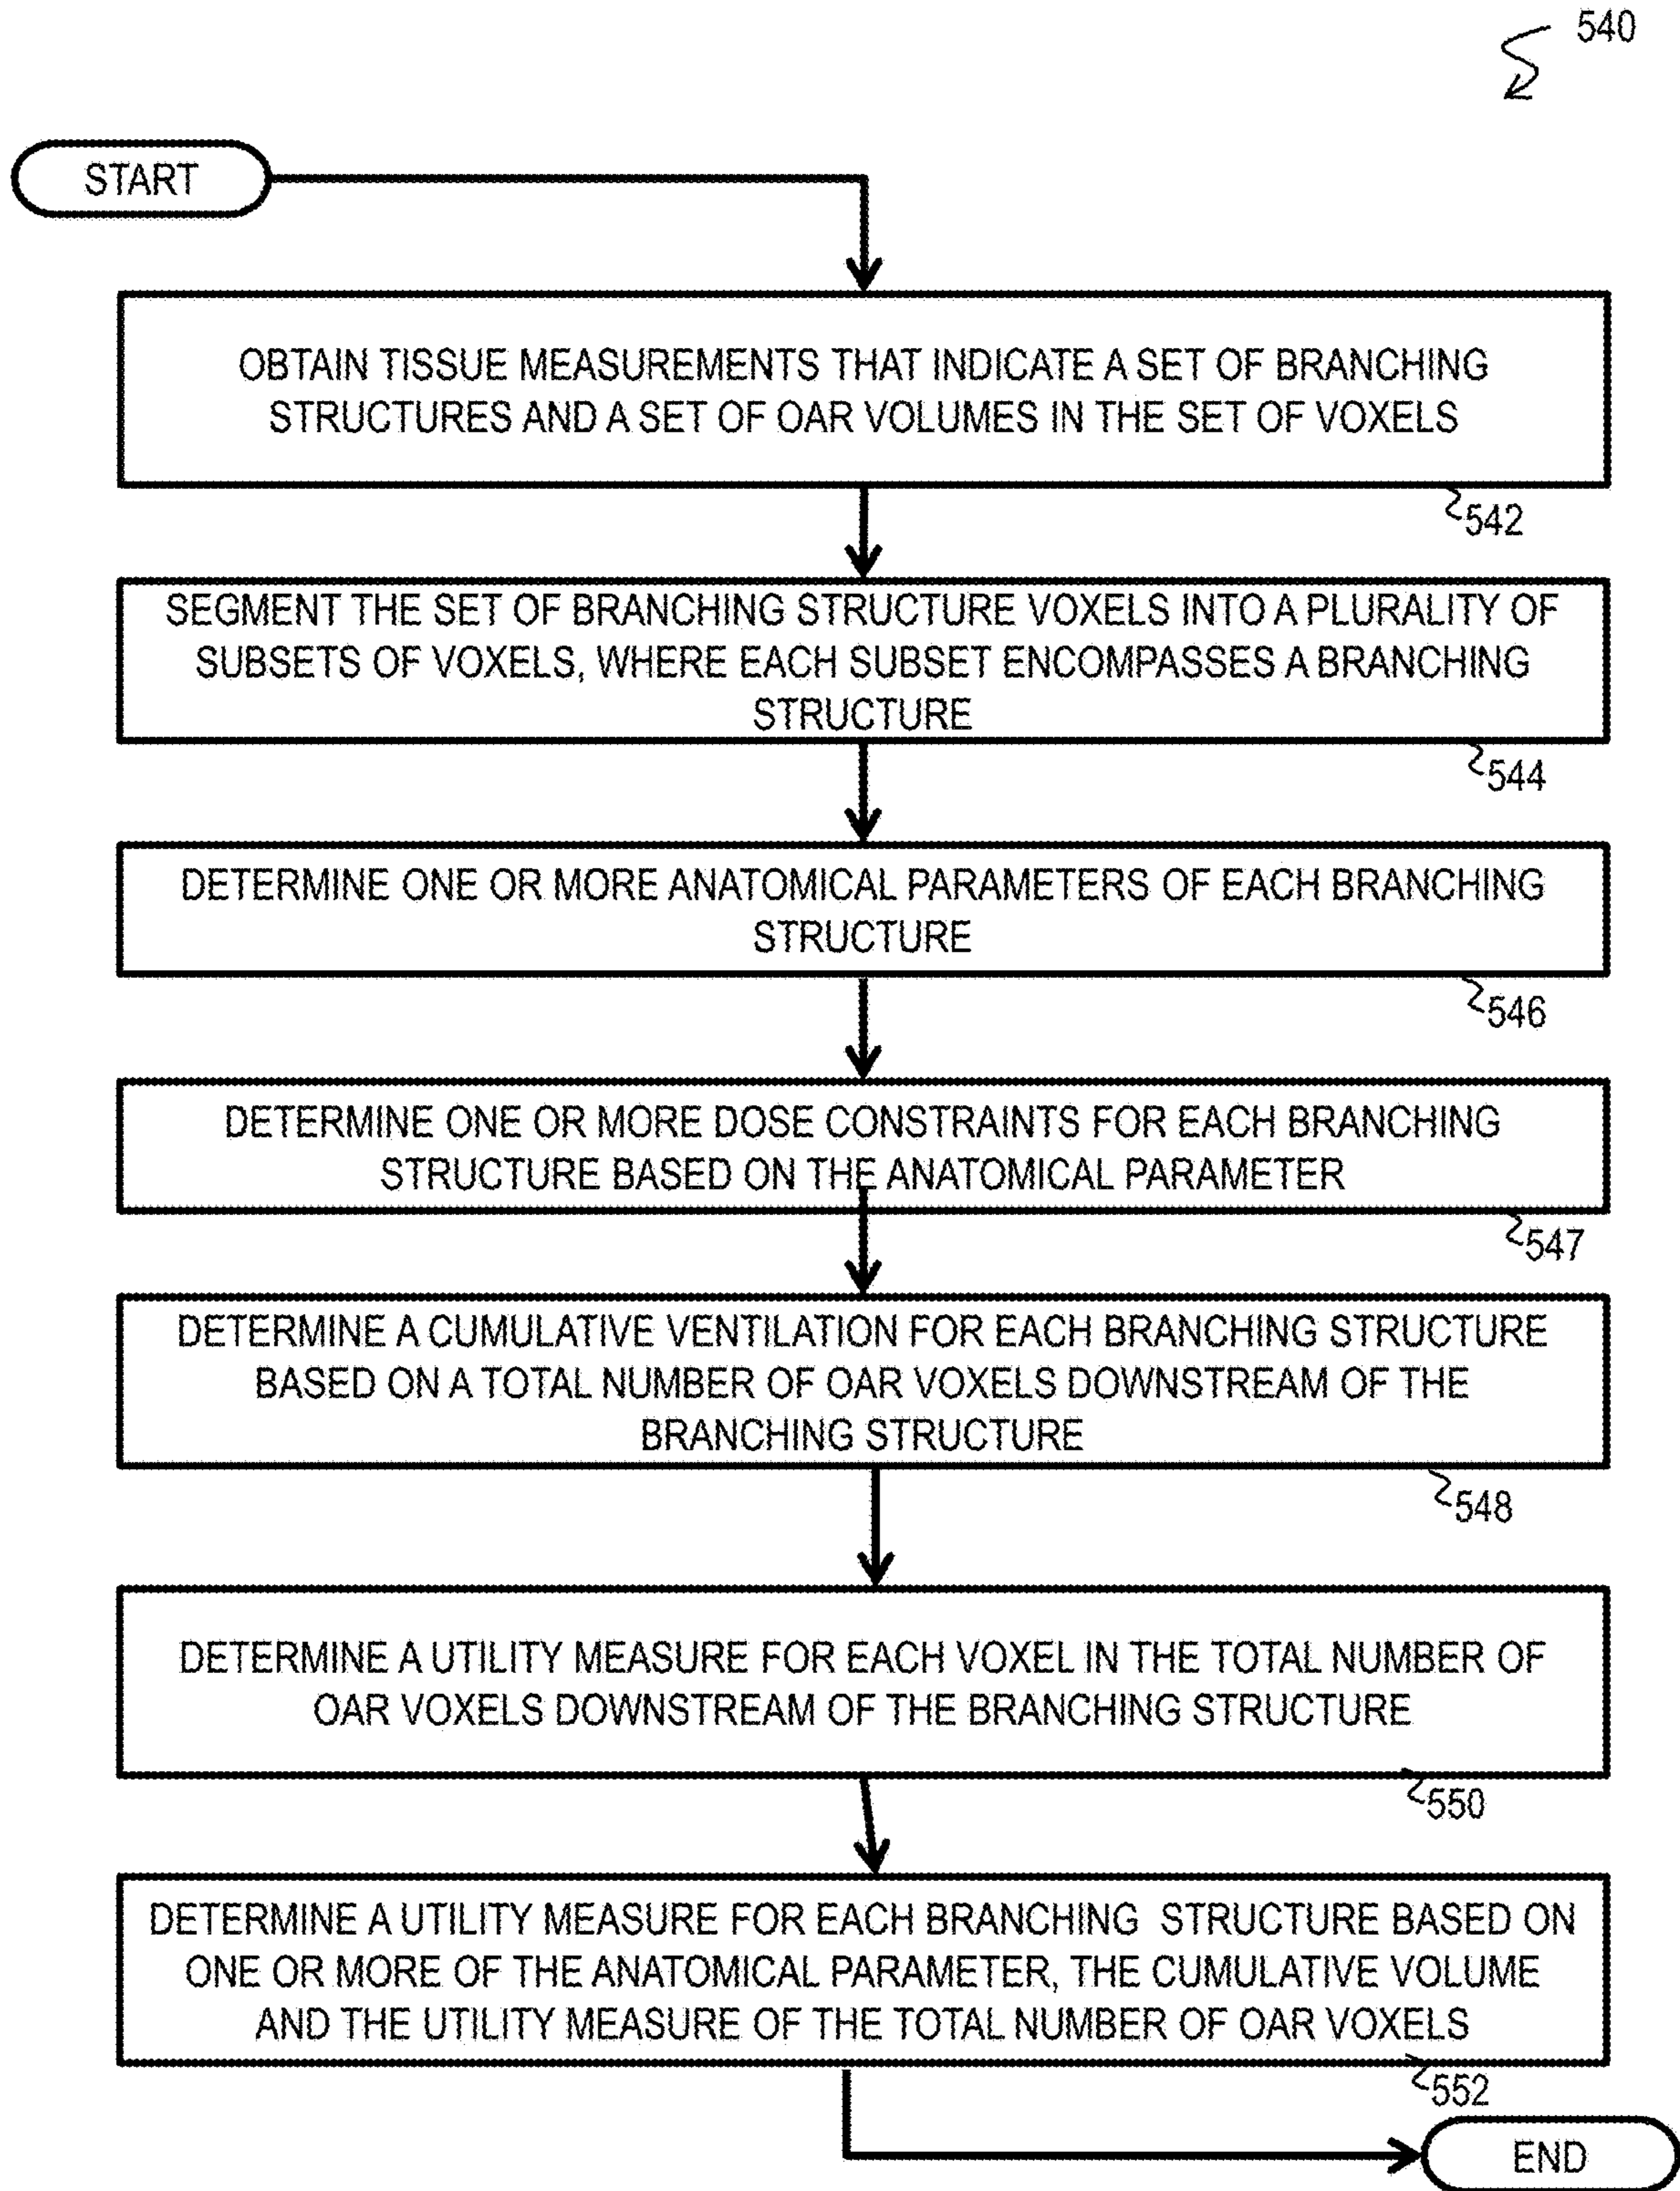 540
START
OBTAIN TISSUE MEASUREMENTS THAT INDICATE A SET OF BRANCHING
STRUCTURES AND A SET OF OAR VOLUMES IN THE SET OF VOXELS
542
SEGMENT THE SET OF BRANCHING STRUCTURE VOXELS INTO A PLURALITY OF
SUBSETS OF VOXELS, WHERE EACH SUBSET ENCOMPASSES A BRANCHING
STRUCTURE
544
DETERMINE ONE OR MORE ANATOMICAL PARAMETERS OF EACH BRANCHING
STRUCTURE
546
DETERMINE ONE OR MORE DOSE CONSTRAINTS FOR EACH BRANCHING
STRUCTURE BASED ON THE ANATOMICAL PARAMETER
547
DETERMINE A CUMULATIVE VENTILATION FOR EACH BRANCHING STRUCTURE
BASED ON A TOTAL NUMBER OF OAR VOXELS DOWNSTREAM OF THE
BRANCHING STRUCTURE
548
DETERMINE A UTILITY MEASURE FOR EACH VOXEL IN THE TOTAL NUMBER OF
OAR VOXELS DOWNSTREAM OF THE BRANCHING STRUCTURE
550
DETERMINE A UTILITY MEASURE FOR EACH BRANCHING STRUCTURE BASED ON
ONE OR MORE OF THE ANATOMICAL PARAMETER, THE CUMULATIVE VOLUME
AND THE UTILITY MEASURE OF THE TOTAL NUMBER OF OAR VOXELS
552
END